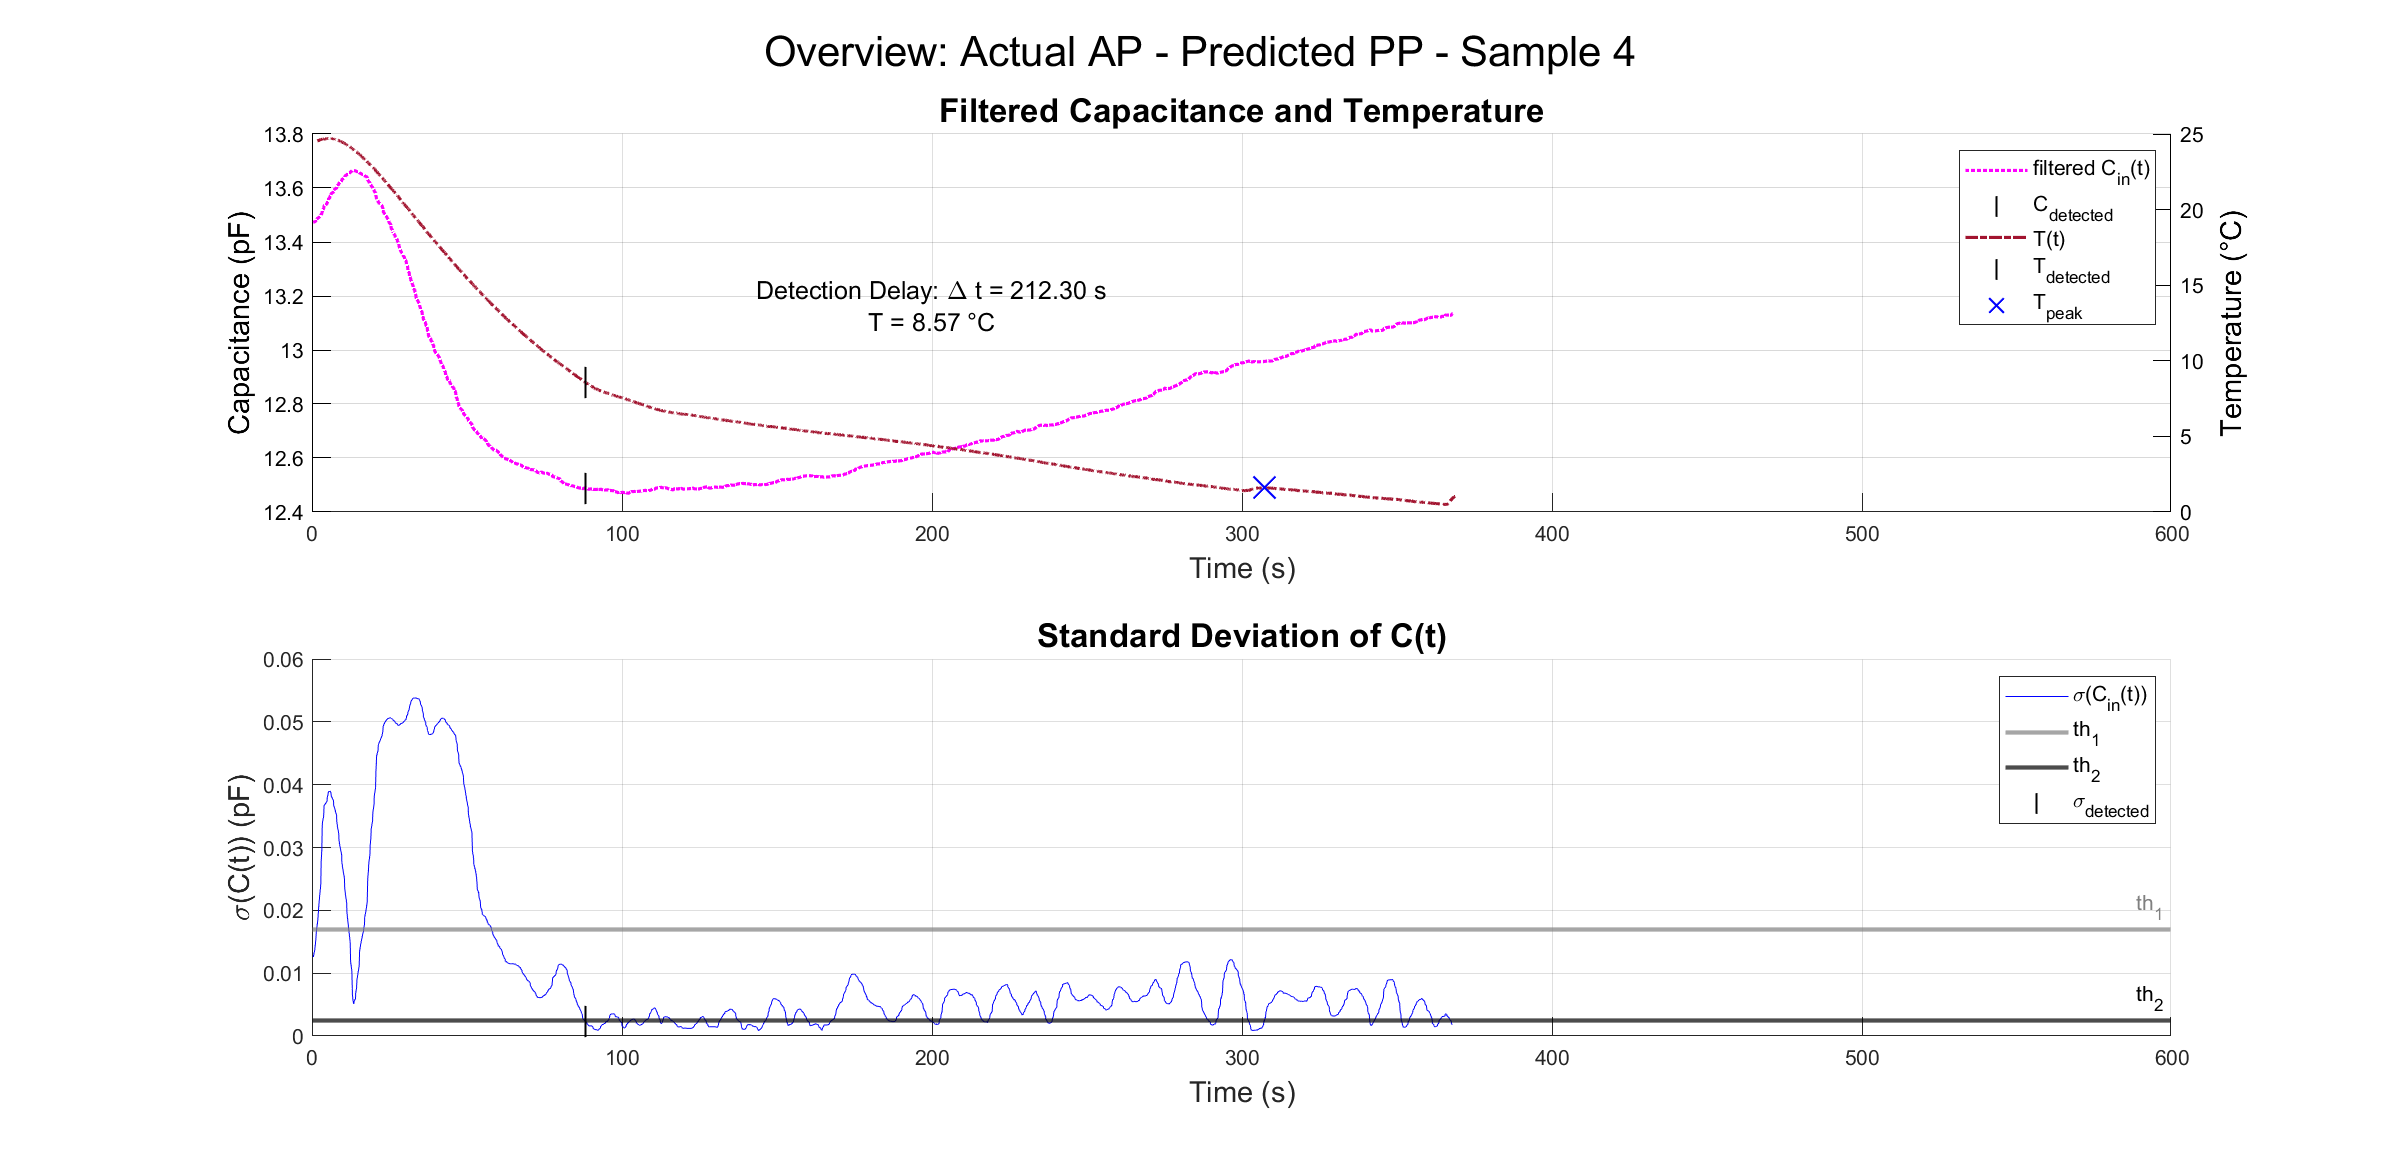 Overview: Actual AP - Predicted PP - Sample 4
Filtered Capacitance and Temperature
Capacitance (pF)
13.8
13.6
13.4
13.2
13
12.8
12.6
12.4
Detection Delay: Δ t = 212.30 s
T = 8.57 °C
filtered C_in(t)
C_detected
T(t)
T_detected
T_peak
25
20
15
10
5
0
Temperature (°C)
0 100 200 300 400 500 600
Time (s)
Standard Deviation of C(t)
σ(C(t)) (pF)
0.06
0.05
0.04
0.03
0.02
0.01
0
σ(C_in(t))
th_1
th_2
σ_detected
th_1
th_2
0 100 200 300 400 500 600
Time (s)